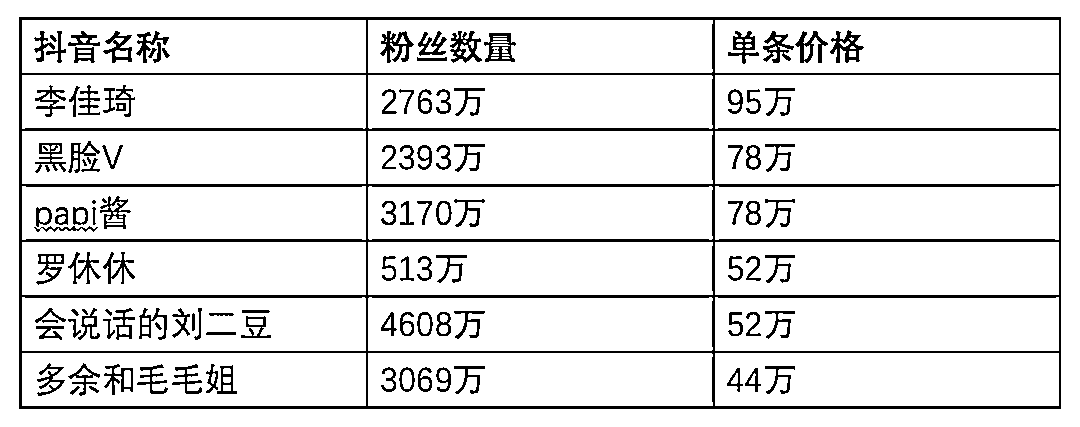 抖音名称 粉丝数量 单条价格
李佳琦 2763万 95万
黑脸V 2393万 78万
papi酱 3170万 78万
罗休休 513万 52万
会说话的刘二豆 4608万 52万
多余和毛毛姐 3069万 44万